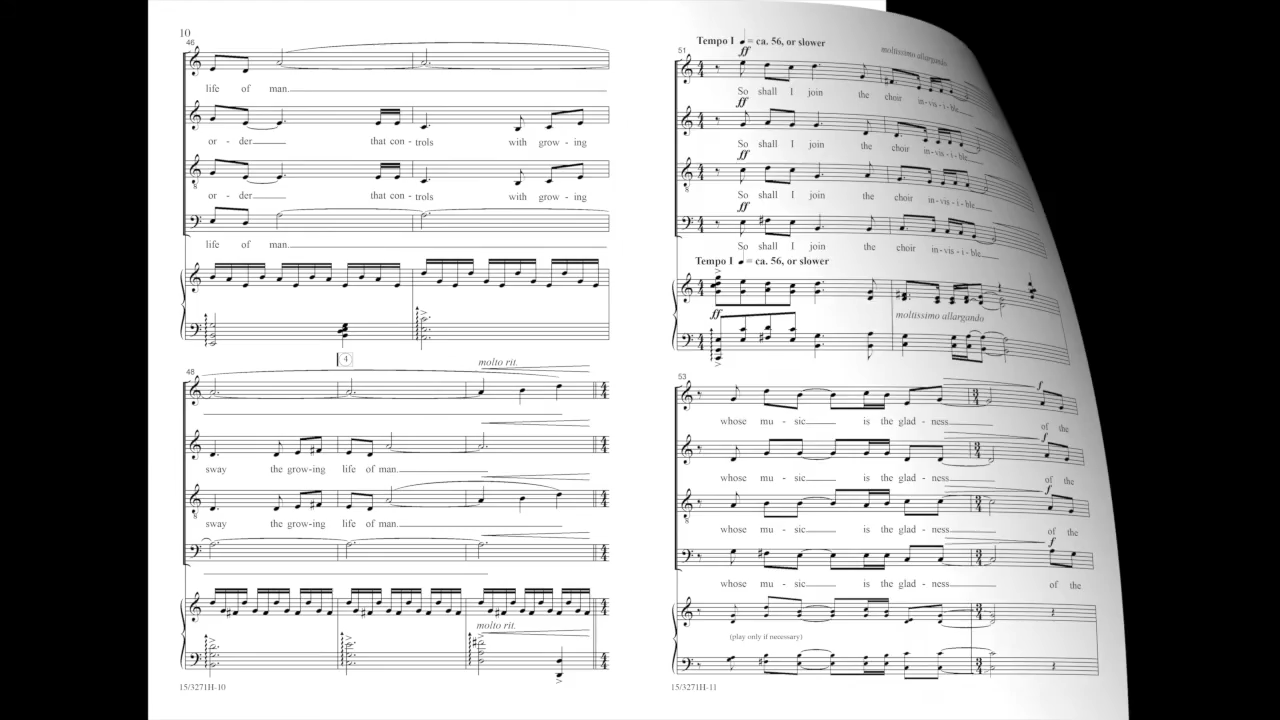 10
46
life of man.
or - der that con - trols with grow - ing
or - der that con - trols with grow - ing
life of man.
4
48
molto rit.
sway the grow-ing life of man.
sway the grow-ing life of man.
molto rit.
15/3271H-10
Tempo I ♩ = ca. 56, or slower
51
ff
moltissimo allargando
So shall I join the choir in-vis-i-ble
ff
So shall I join the choir in-vis-i-ble
ff
So shall I join the choir in-vis-i-ble
ff
So shall I join the choir in-vis-i-ble
Tempo I ♩ = ca. 56, or slower
ff
moltissimo allargando
53
f
whose mu - sic is the glad - ness of the
f
whose mu - sic is the glad - ness of the
f
whose mu - sic is the glad - ness of the
f
whose mu - sic is the glad - ness of the
(play only if necessary)
15/3271H-11